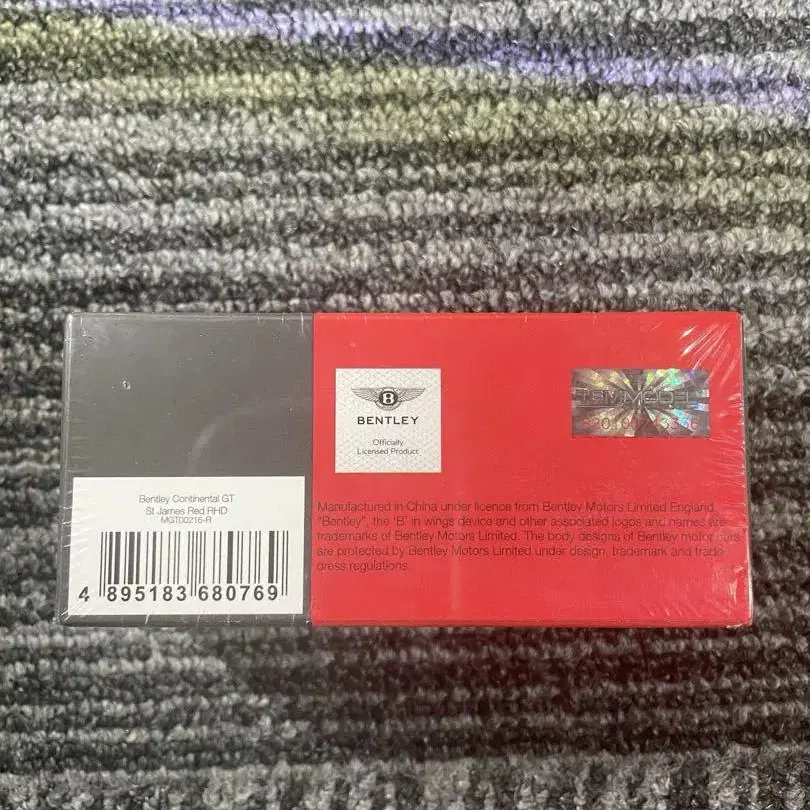 Bentley Continental GT
St James Red RHD
MGT00215-R
4 895183 680769
B
BENTLEY
Officially
Licensed Product
TSM MODEL
Manufactured in China under licence from Bentley Motors Limited England.
"Bentley", the 'B' in wings device and other associated logos and names are
trademarks of Bentley Motors Limited. The body designs of Bentley motor cars
are protected by Bentley Motors Limited under design, trademark and trade
dress regulations.